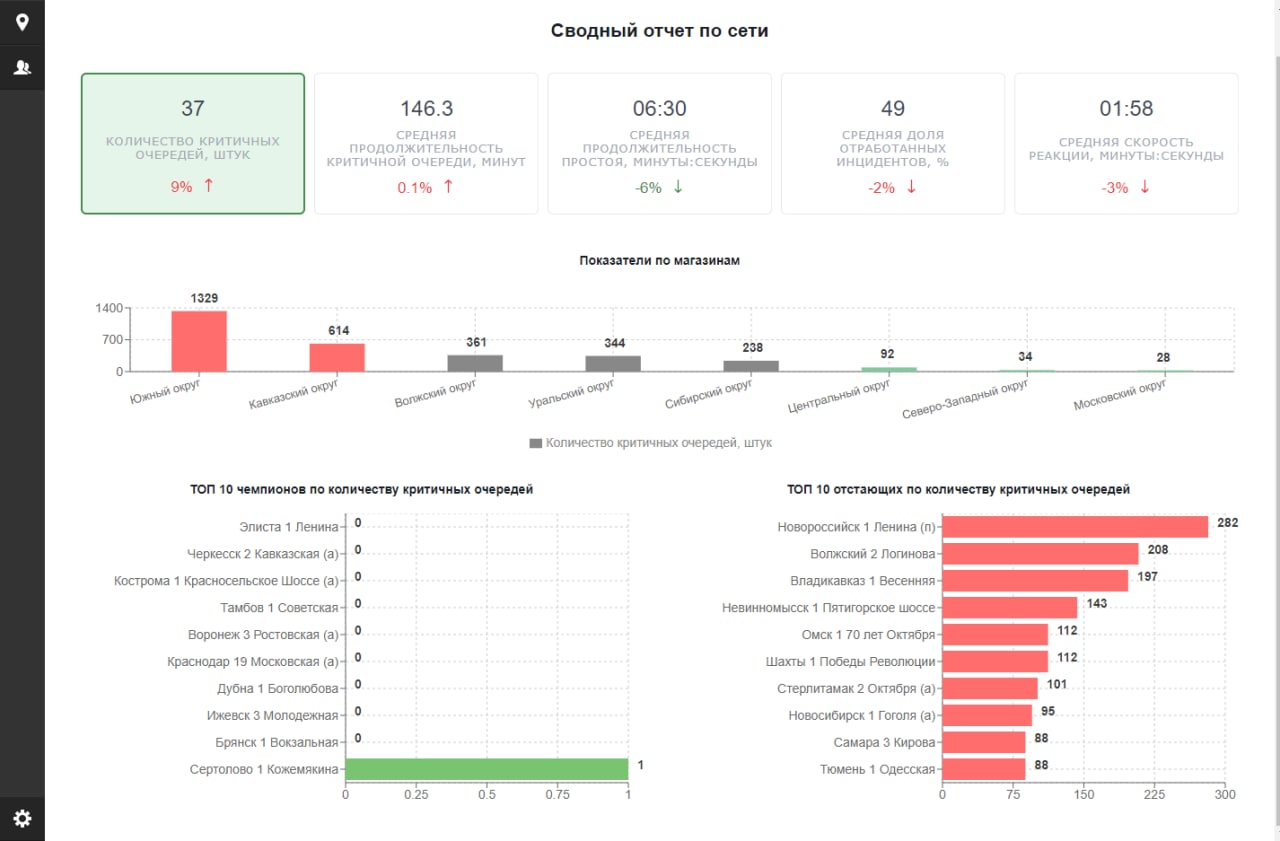 Сводный отчет по сети
37
КОЛИЧЕСТВО КРИТИЧНЫХ
ОЧЕРЕДЕЙ, ШТУК
9% ↑
146.3
СРЕДНЯЯ
ПРОДОЛЖИТЕЛЬНОСТЬ
КРИТИЧНОЙ ОЧЕРЕДИ, МИНУТ
0.1% ↑
06:30
СРЕДНЯЯ
ПРОДОЛЖИТЕЛЬНОСТЬ
ПРОСТОЯ, МИНУТЫ:СЕКУНДЫ
-6% ↓
49
СРЕДНЯЯ ДОЛЯ
ОТРАБОТАННЫХ
ИНЦИДЕНТОВ, %
-2% ↓
01:58
СРЕДНЯЯ СКОРОСТЬ
РЕАКЦИИ, МИНУТЫ:СЕКУНДЫ
-3% ↓
Показатели по магазинам
1400
700
0
1329
614
361
344
238
92
34
28
Южный округ
Кавказский округ
Волжский округ
Уральский округ
Сибирский округ
Центральный округ
Северо-Западный округ
Московский округ
Количество критичных очередей, штук
ТОП 10 чемпионов по количеству критичных очередей
Элиста 1 Ленина 0
Черкесск 2 Кавказская (а) 0
Кострома 1 Красносельское Шоссе (а) 0
Тамбов 1 Советская 0
Воронеж 3 Ростовская (а) 0
Краснодар 19 Московская (а) 0
Дубна 1 Боголюбова 0
Ижевск 3 Молодежная 0
Брянск 1 Вокзальная 0
Сертолово 1 Кожемякина 1
0 0.25 0.5 0.75 1
ТОП 10 отстающих по количеству критичных очередей
Новороссийск 1 Ленина (п) 282
Волжский 2 Логинова 208
Владикавказ 1 Весенняя 197
Невинномысск 1 Пятигорское шоссе 143
Омск 1 70 лет Октября 112
Шахты 1 Победы Революции 112
Стерлитамак 2 Октября (а) 101
Новосибирск 1 Гоголя (а) 95
Самара 3 Кирова 88
Тюмень 1 Одесская 88
0 75 150 225 300